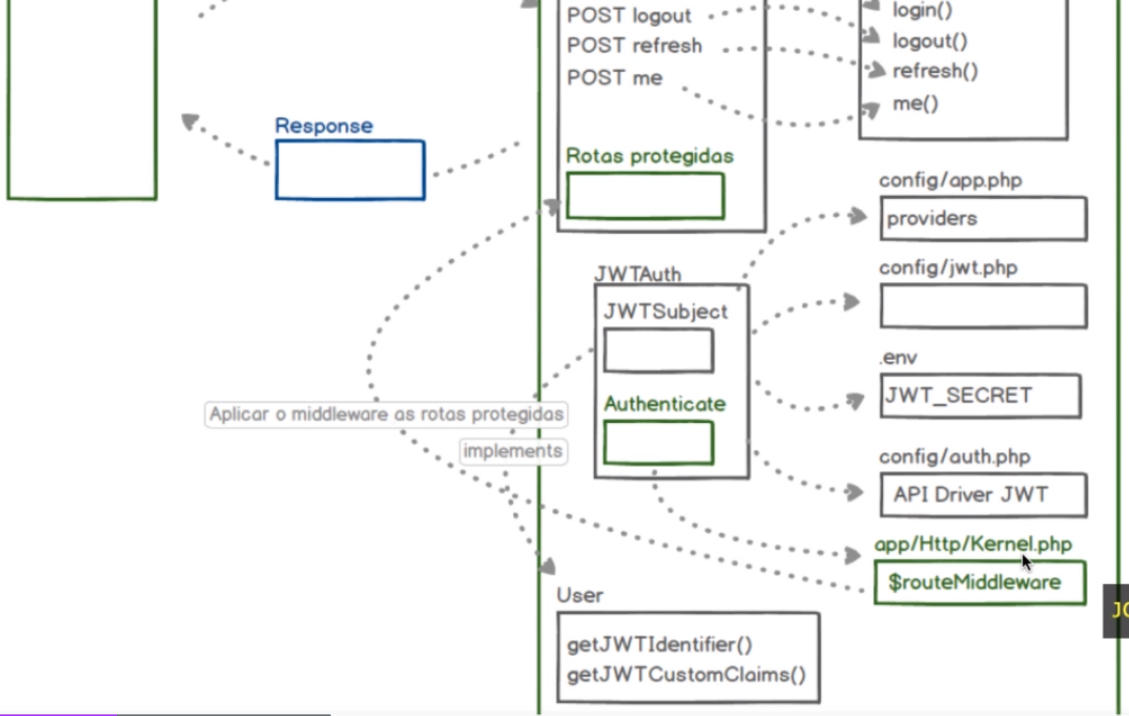 POST logout
POST refresh
POST me
Rotas protegidas
login()
logout()
refresh()
me()
Response
config/app.php
providers
config/jwt.php
.env
JWT_SECRET
config/auth.php
API Driver JWT
app/Http/Kernel.php
$routeMiddleware
JWTAuth
JWTSubject
Authenticate
Aplicar o middleware as rotas protegidas
implements
User
getJWTIdentifier()
getJWTCustomClaims()